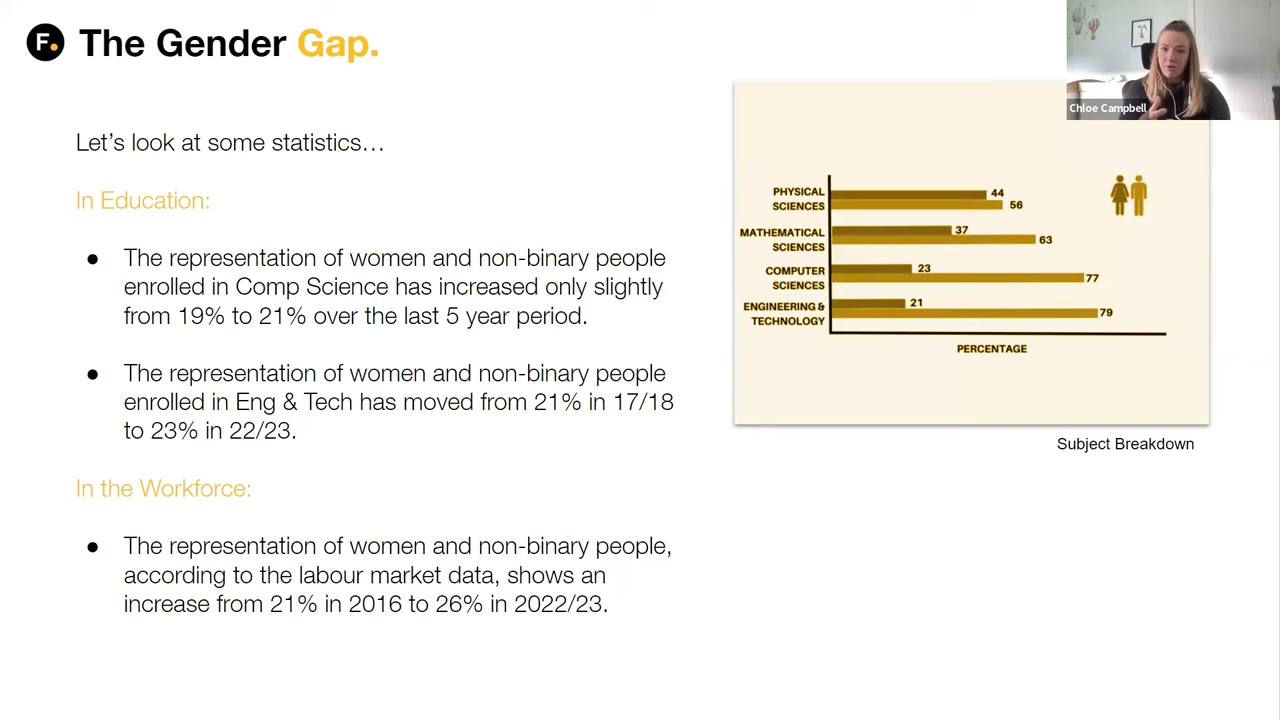 F.
The Gender Gap.
Chloe Campbell
Let’s look at some statistics…
In Education:
● The representation of women and non-binary people
enrolled in Comp Science has increased only slightly
from 19% to 21% over the last 5 year period.
● The representation of women and non-binary people
enrolled in Eng & Tech has moved from 21% in 17/18
to 23% in 22/23.
In the Workforce:
● The representation of women and non-binary people,
according to the labour market data, shows an
increase from 21% in 2016 to 26% in 2022/23.
PHYSICAL
SCIENCES
44
56
MATHEMATICAL
SCIENCES
37
63
COMPUTER
SCIENCES
23
77
ENGINEERING &
TECHNOLOGY
21
79
PERCENTAGE
Subject Breakdown